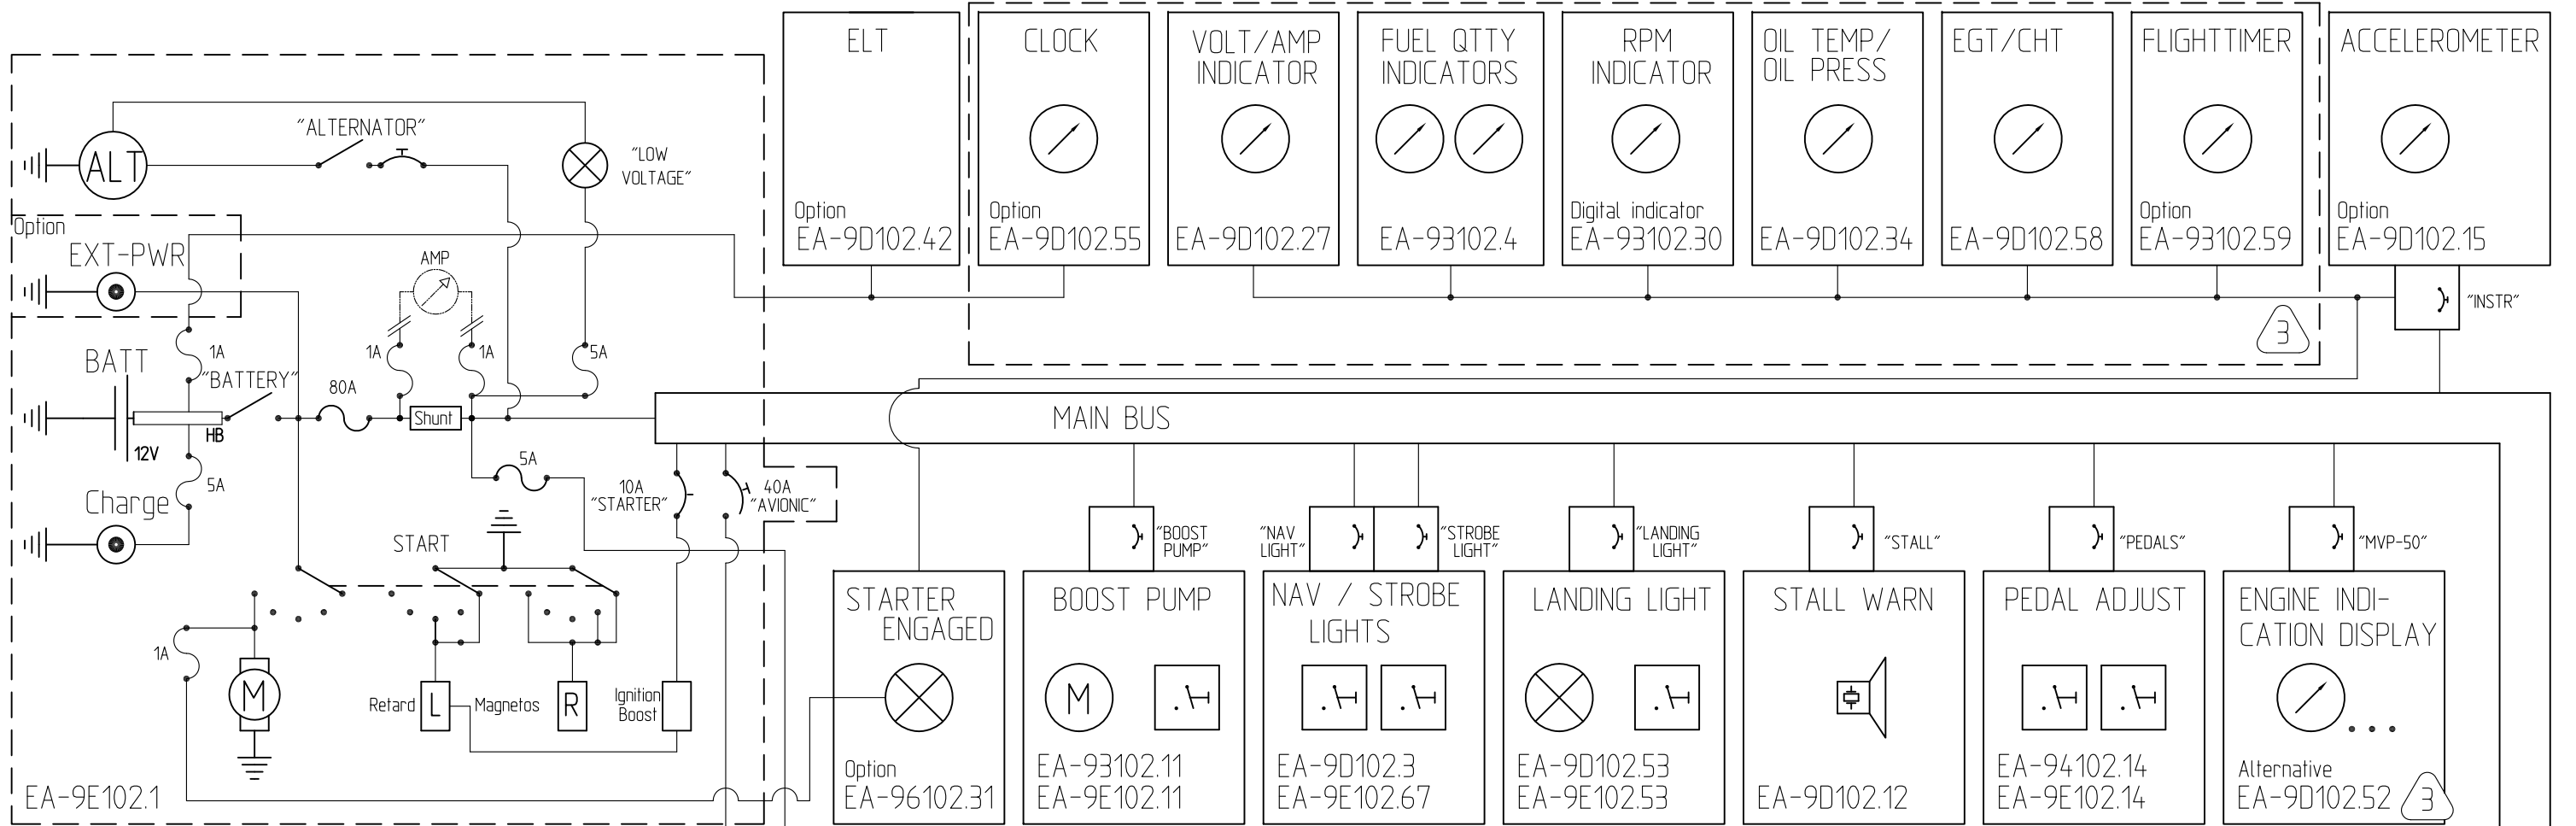 ELT
Option
EA-9D102.42
CLOCK
Option
EA-9D102.55
VOLT/AMP
INDICATOR
EA-9D102.27
FUEL QTTY
INDICATORS
EA-93102.4
RPM
INDICATOR
Digital indicator
EA-93102.30
OIL TEMP/
OIL PRESS
EA-9D102.34
EGT/CHT
EA-9D102.58
FLIGHTTIMER
Option
EA-93102.59
ACCELEROMETER
Option
EA-9D102.15
"INSTR"
3
"ALTERNATOR"
ALT
"LOW
VOLTAGE"
Option
EXT-PWR
AMP
1A
1A
1A
5A
BATT
"BATTERY"
80A
Shunt
HB
12V
5A
Charge
MAIN BUS
5A
10A
"STARTER"
40A
"AVIONIC"
START
1A
M
Retard
L
Magnetos
R
Ignition
Boost
EA-9E102.1
STARTER
ENGAGED
Option
EA-96102.31
"BOOST
PUMP"
BOOST PUMP
M
EA-93102.11
EA-9E102.11
"NAV
LIGHT"
"STROBE
LIGHT"
NAV / STROBE
LIGHTS
EA-9D102.3
EA-9E102.67
"LANDING
LIGHT"
LANDING LIGHT
EA-9D102.53
EA-9E102.53
"STALL"
STALL WARN
EA-9D102.12
"PEDALS"
PEDAL ADJUST
EA-94102.14
EA-9E102.14
"MVP-50"
ENGINE INDI-
CATION DISPLAY
Alternative
EA-9D102.52
3